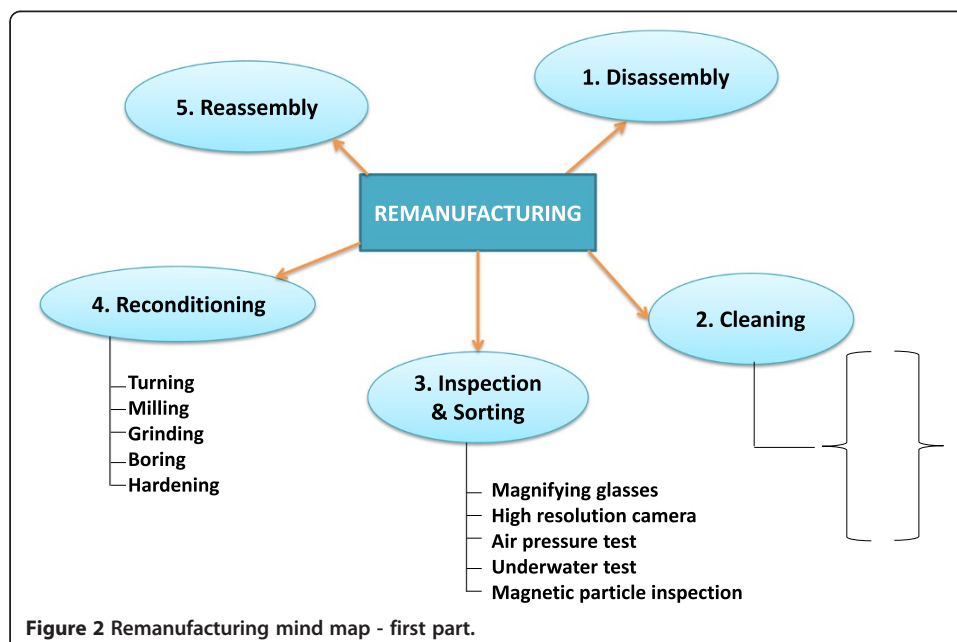 5. Reassembly
1. Disassembly
REMANUFACTURING
4. Reconditioning
Turning
Milling
Grinding
Boring
Hardening
3. Inspection
& Sorting
Magnifying glasses
High resolution camera
Air pressure test
Underwater test
Magnetic particle inspection
2. Cleaning
Figure 2 Remanufacturing mind map - first part.